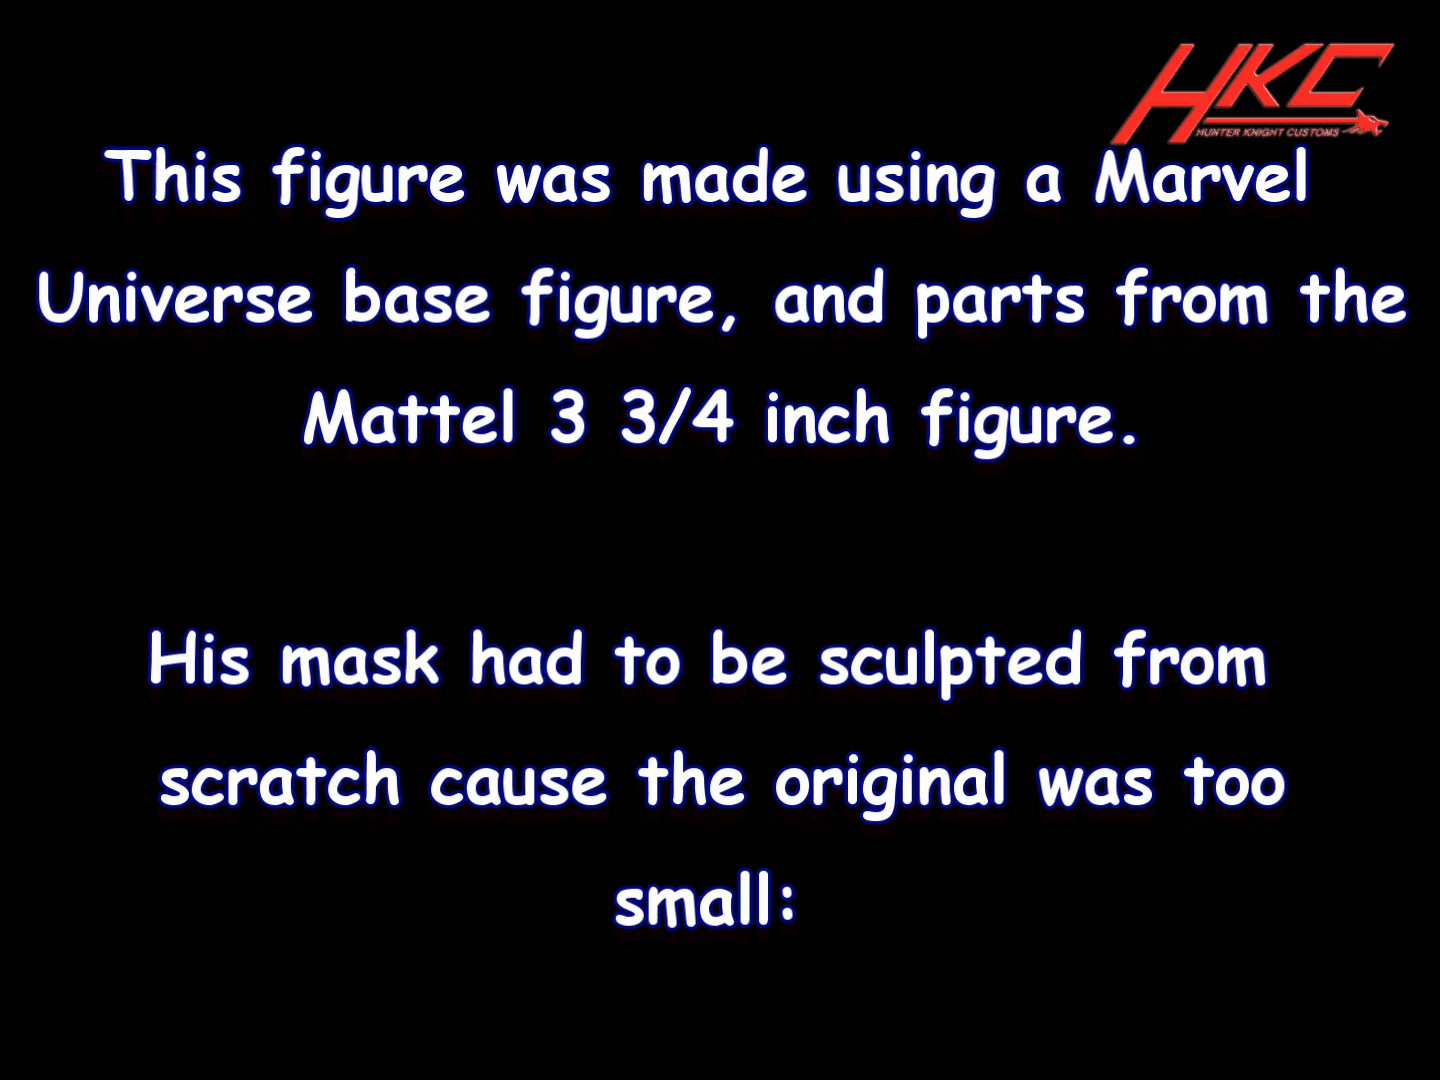 HKC
HUNTER KNIGHT CUSTOMS
This figure was made using a Marvel
Universe base figure, and parts from the
Mattel 3 3/4 inch figure.
His mask had to be sculpted from
scratch cause the original was too
small: